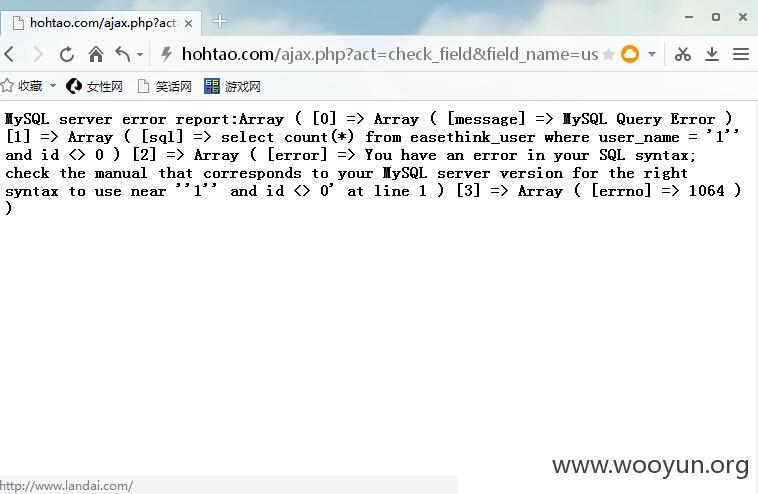 hohtao.com/ajax.php?act=
hohtao.com/ajax.php?act=check_field&field_name=us
收藏 女性网 笑话网 游戏网
MySQL server error report:Array ( [0] => Array ( [message] => MySQL Query Error )
[1] => Array ( [sql] => select count(*) from easethink_user where user_name = '1''
and id <> 0 ) [2] => Array ( [error] => You have an error in your SQL syntax;
check the manual that corresponds to your MySQL server version for the right
syntax to use near ''1'' and id <> 0' at line 1 ) [3] => Array ( [errno] => 1064 )
)
www.wooyun.org
http://www.landai.com/